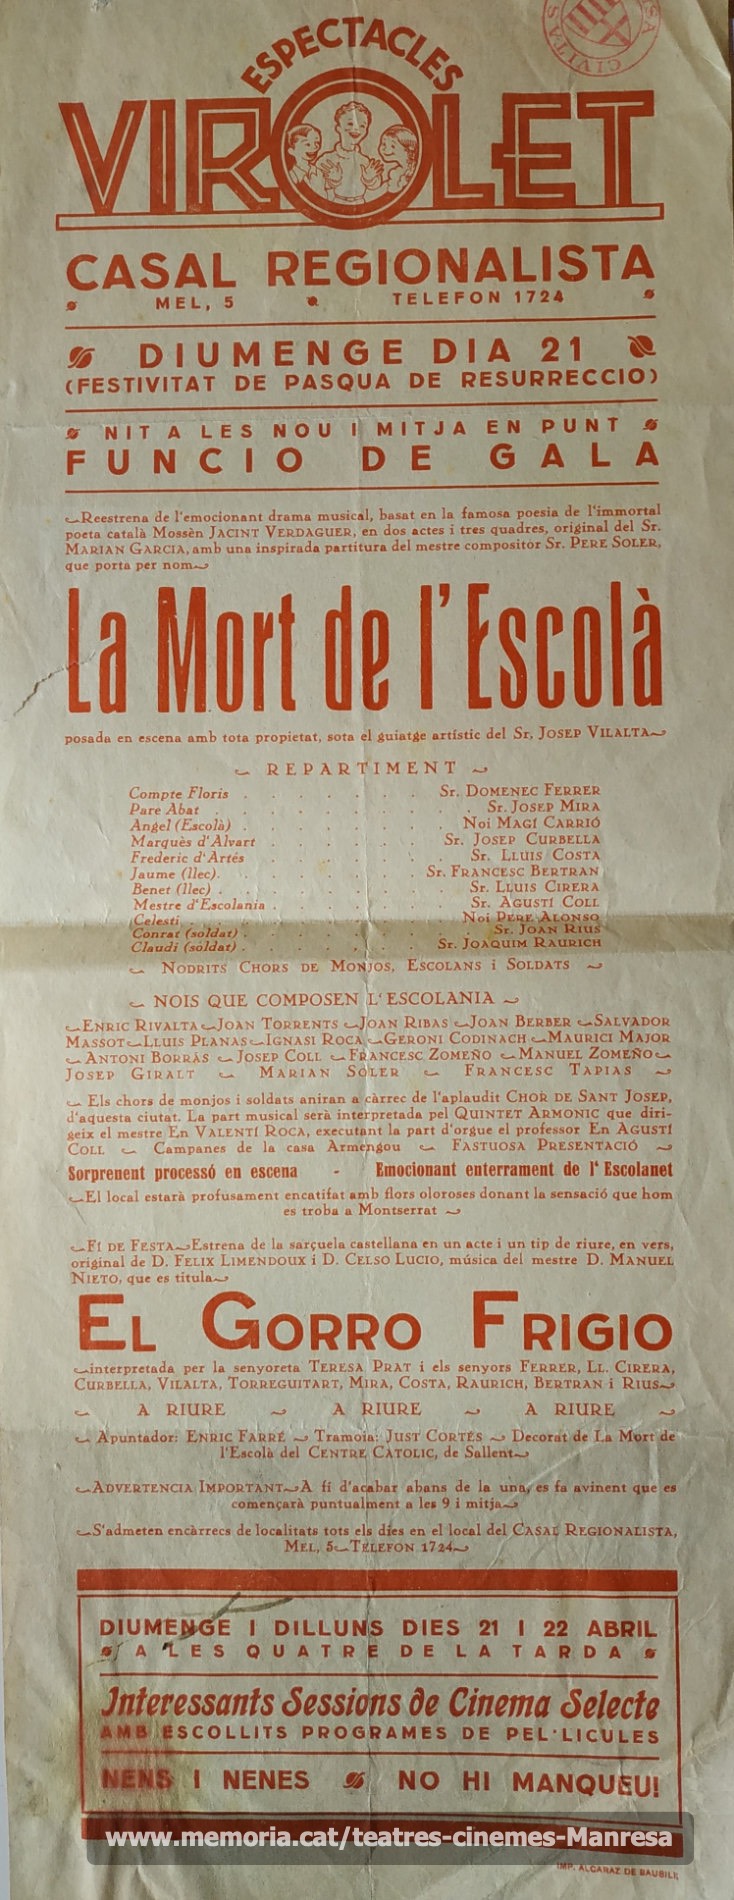 ESPECTACLES
VIROLET
CIVITAS
CASAL REGIONALISTA
MEL, 5 TELEFON 1724
DIUMENGE DIA 21
(FESTIVITAT DE PASQUA DE RESURRECCIO)
NIT A LES NOU I MITJA EN PUNT
FUNCIO DE GALA
Reestrena de l'emocionant drama musical, basat en la famosa poesia de l'immortal
poeta català Mossèn JACINT VERDAGUER, en dos actes i tres quadres, original del Sr.
MARIAN GARCIA, amb una inspirada partitura del mestre compositor Sr. PERE SOLER,
que porta per nom
La Mort de l'Escolà
posada en escena amb tota propietat, sota el guiatge artístic del Sr. JOSEP VILALTA
REPARTIMENT
Compte Floris . . . . . . . Sr. DOMENEC FERRER
Pare Abat . . . . . . . . Sr. JOSEP MIRA
Angel (Escolà) . . . . . . . Noi MAGÍ CARRIÓ
Marquès d'Alvart . . . . . . Sr. JOSEP CURBELLA
Frederic d'Artés . . . . . . Sr. LLUIS COSTA
Jaume (llec). . . . . . . Sr. FRANCESC BERTRAN
Benet (llec) . . . . . . . . Sr. LLUIS CIRERA
Mestre d'Escolania . . . . . . Sr. AGUSTÍ COLL
Celestí . . . . . . . . Noi PERE ALONSO
Conrat (soldat) . . . . . . . Sr. JOAN RIUS
Claudi (soldat) . . . . . . Sr. JOAQUIM RAURICH
NODRITS CHORS DE MONJOS, ESCOLANS I SOLDATS
NOIS QUE COMPOSEN L'ESCOLANIA
ENRIC RIVALTA JOAN TORRENTS JOAN RIBAS JOAN BERBER SALVADOR
MASSOT LLUIS PLANAS IGNASI ROCA GERONI CODINACH MAURICI MAJOR
ANTONI BORRÀS JOSEP COLL FRANCESC ZOMEÑO MANUEL ZOMEÑO
JOSEP GIRALT MARIAN SOLER FRANCESC TAPIAS
Els chors de monjos i soldats aniran a càrrec de l'aplaudit CHOR DE SANT JOSEP,
d'aquesta ciutat. La part musical serà interpretada pel QUINTET ARMONIC que diri-
geix el mestre En VALENTÍ ROCA, executant la part d'orgue el professor En AGUSTÍ
COLL Campanes de la casa Armengou FASTUOSA PRESENTACIÓ
Sorprenent processó en escena - Emocionant enterrament de l'Escolanet
El local estarà profusament encatifat amb flors oloroses donant la sensació que hom
es troba a Montserrat
FÍ DE FESTA Estrena de la sarçuela castellana en un acte i un tip de riure, en vers,
original de D. FELIX LIMENDOUX i D. CELSO LUCIO, música del mestre D. MANUEL
NIETO, que es titula
EL GORRO FRIGIO
interpretada per la senyoreta TERESA PRAT i els senyors FERRER, LL. CIRERA,
CURBELLA, VILALTA, TORREGUITART, MIRA, COSTA, RAURICH, BERTRAN i RIUS
A RIURE A RIURE A RIURE
Apuntador: ENRIC FARRÉ Tramoia: JUST CORTÉS Decorat de La Mort de
l'Escolà del CENTRE CATOLIC, de Sallent
ADVERTENCIA IMPORTANT A fí d'acabar abans de la una, es fa avinent que es
començarà puntualment a les 9 i mitja
S'admeten encàrrecs de localitats tots els dies en el local del CASAL REGIONALISTA,
MEL, 5 TELEFON 1724
DIUMENGE I DILLUNS DIES 21 I 22 ABRIL
A LES QUATRE DE LA TARDA
Interessants Sessions de Cinema Selecte
AMB ESCOLLITS PROGRAMES DE PEL·LICULES
NENS I NENES NO HI MANQUEU!
www.memoria.cat/teatres-cinemes-Manresa
IMP. ALCARAZ DE BAUSILI